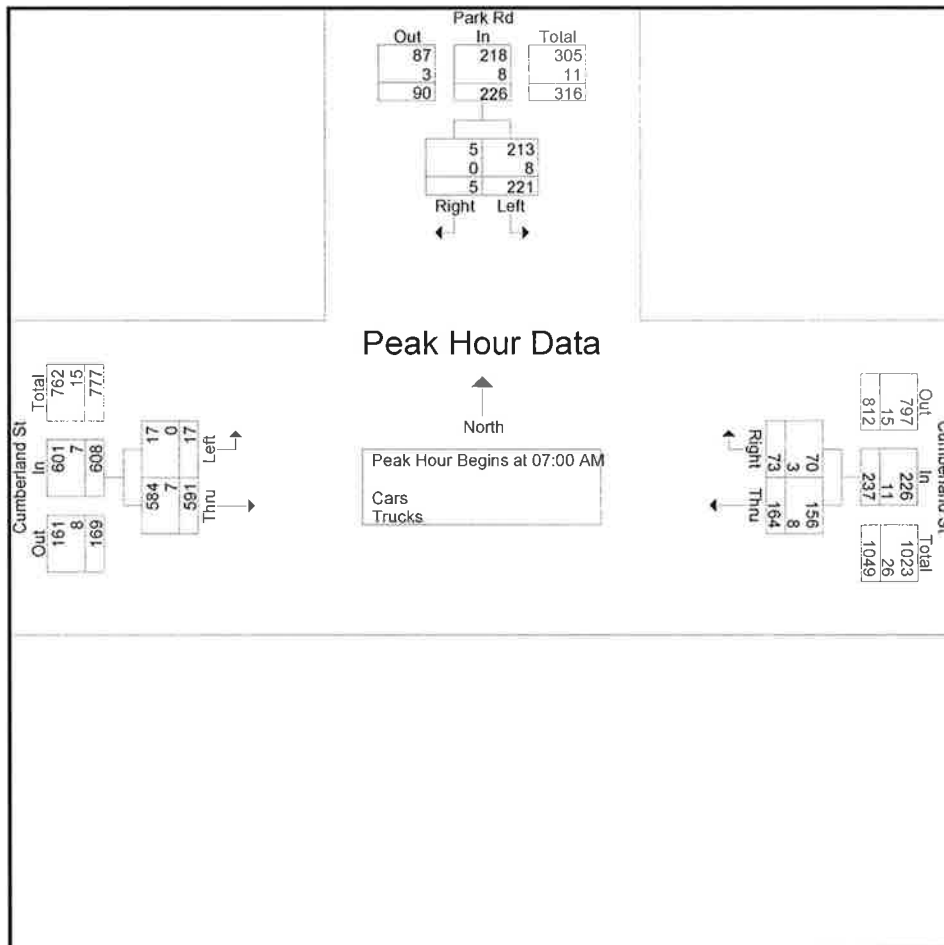 Park Rd
Out In Total
87 218 305
3 8 11
90 226 316
5 213
0 8
5 221
Right Left
Peak Hour Data
North
Peak Hour Begins at 07:00 AM
Cars
Trucks
Cumberland St
Total
762
15
777
In
601
7
608
Out
161
8
169
Left
17
0
17
Thru
584
7
591
Right
70
3
73
Thru
156
8
164
Cumberland St
Out
797
15
812
In
226
11
237
Total
1023
26
1049